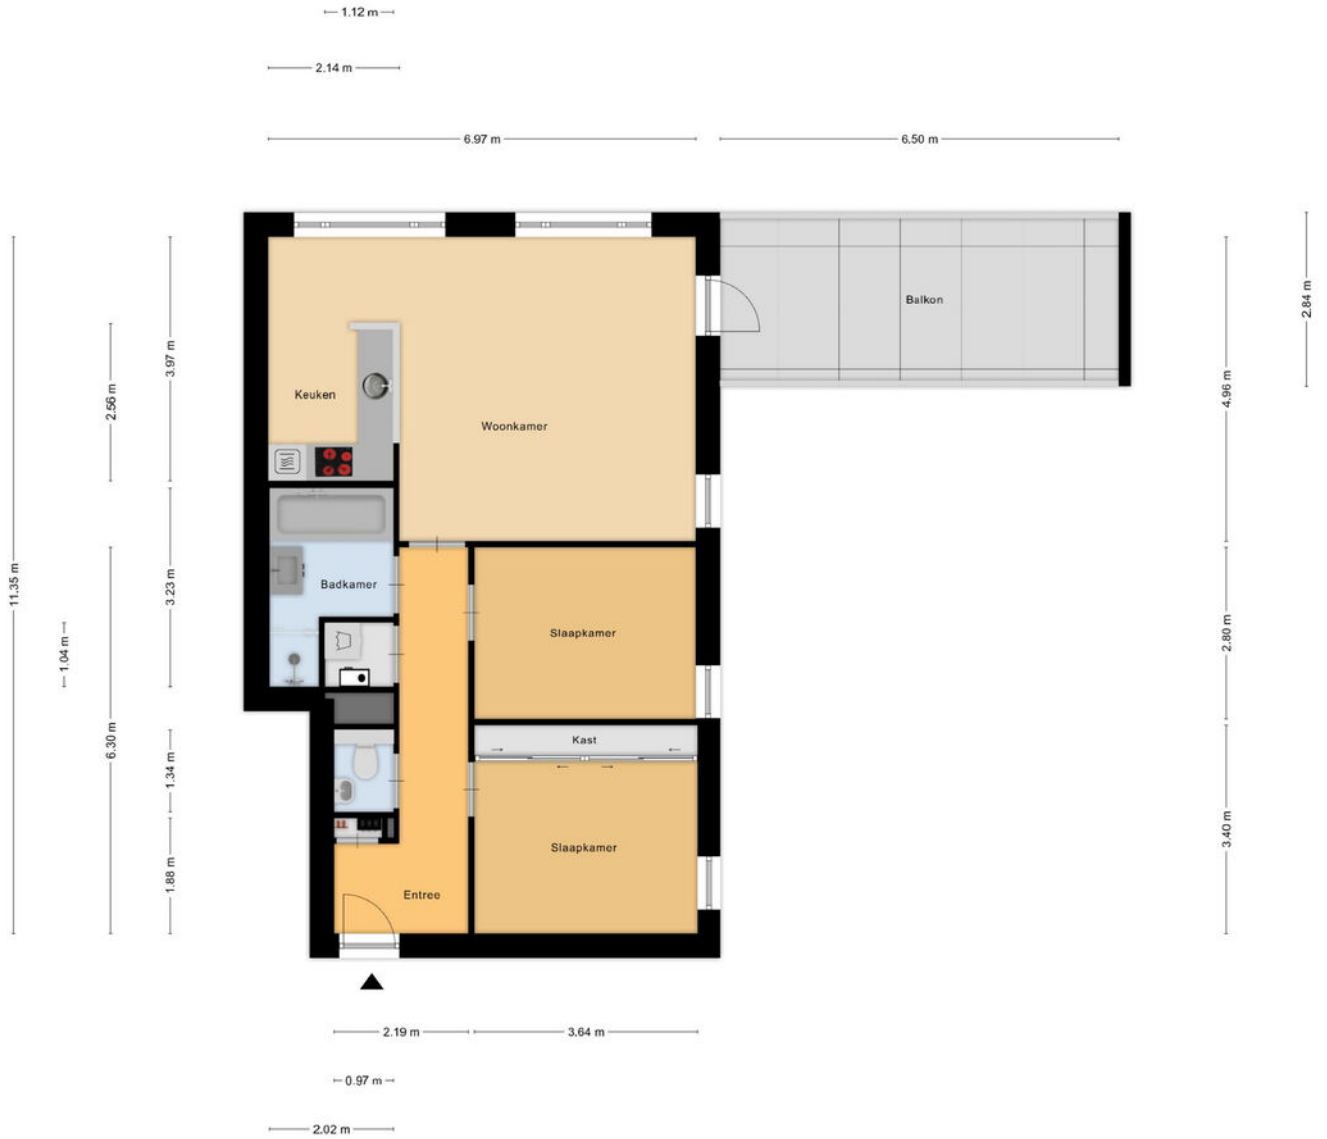 1.12 m
2.14 m
6.97 m
6.50 m
2.84 m
Balkon
3.97 m
4.96 m
Keuken
2.56 m
Woonkamer
11.35 m
3.23 m
Badkamer
1.04 m
Slaapkamer
2.80 m
6.30 m
Kast
1.34 m
3.40 m
Slaapkamer
1.88 m
Entree
2.19 m
3.64 m
0.97 m
2.02 m